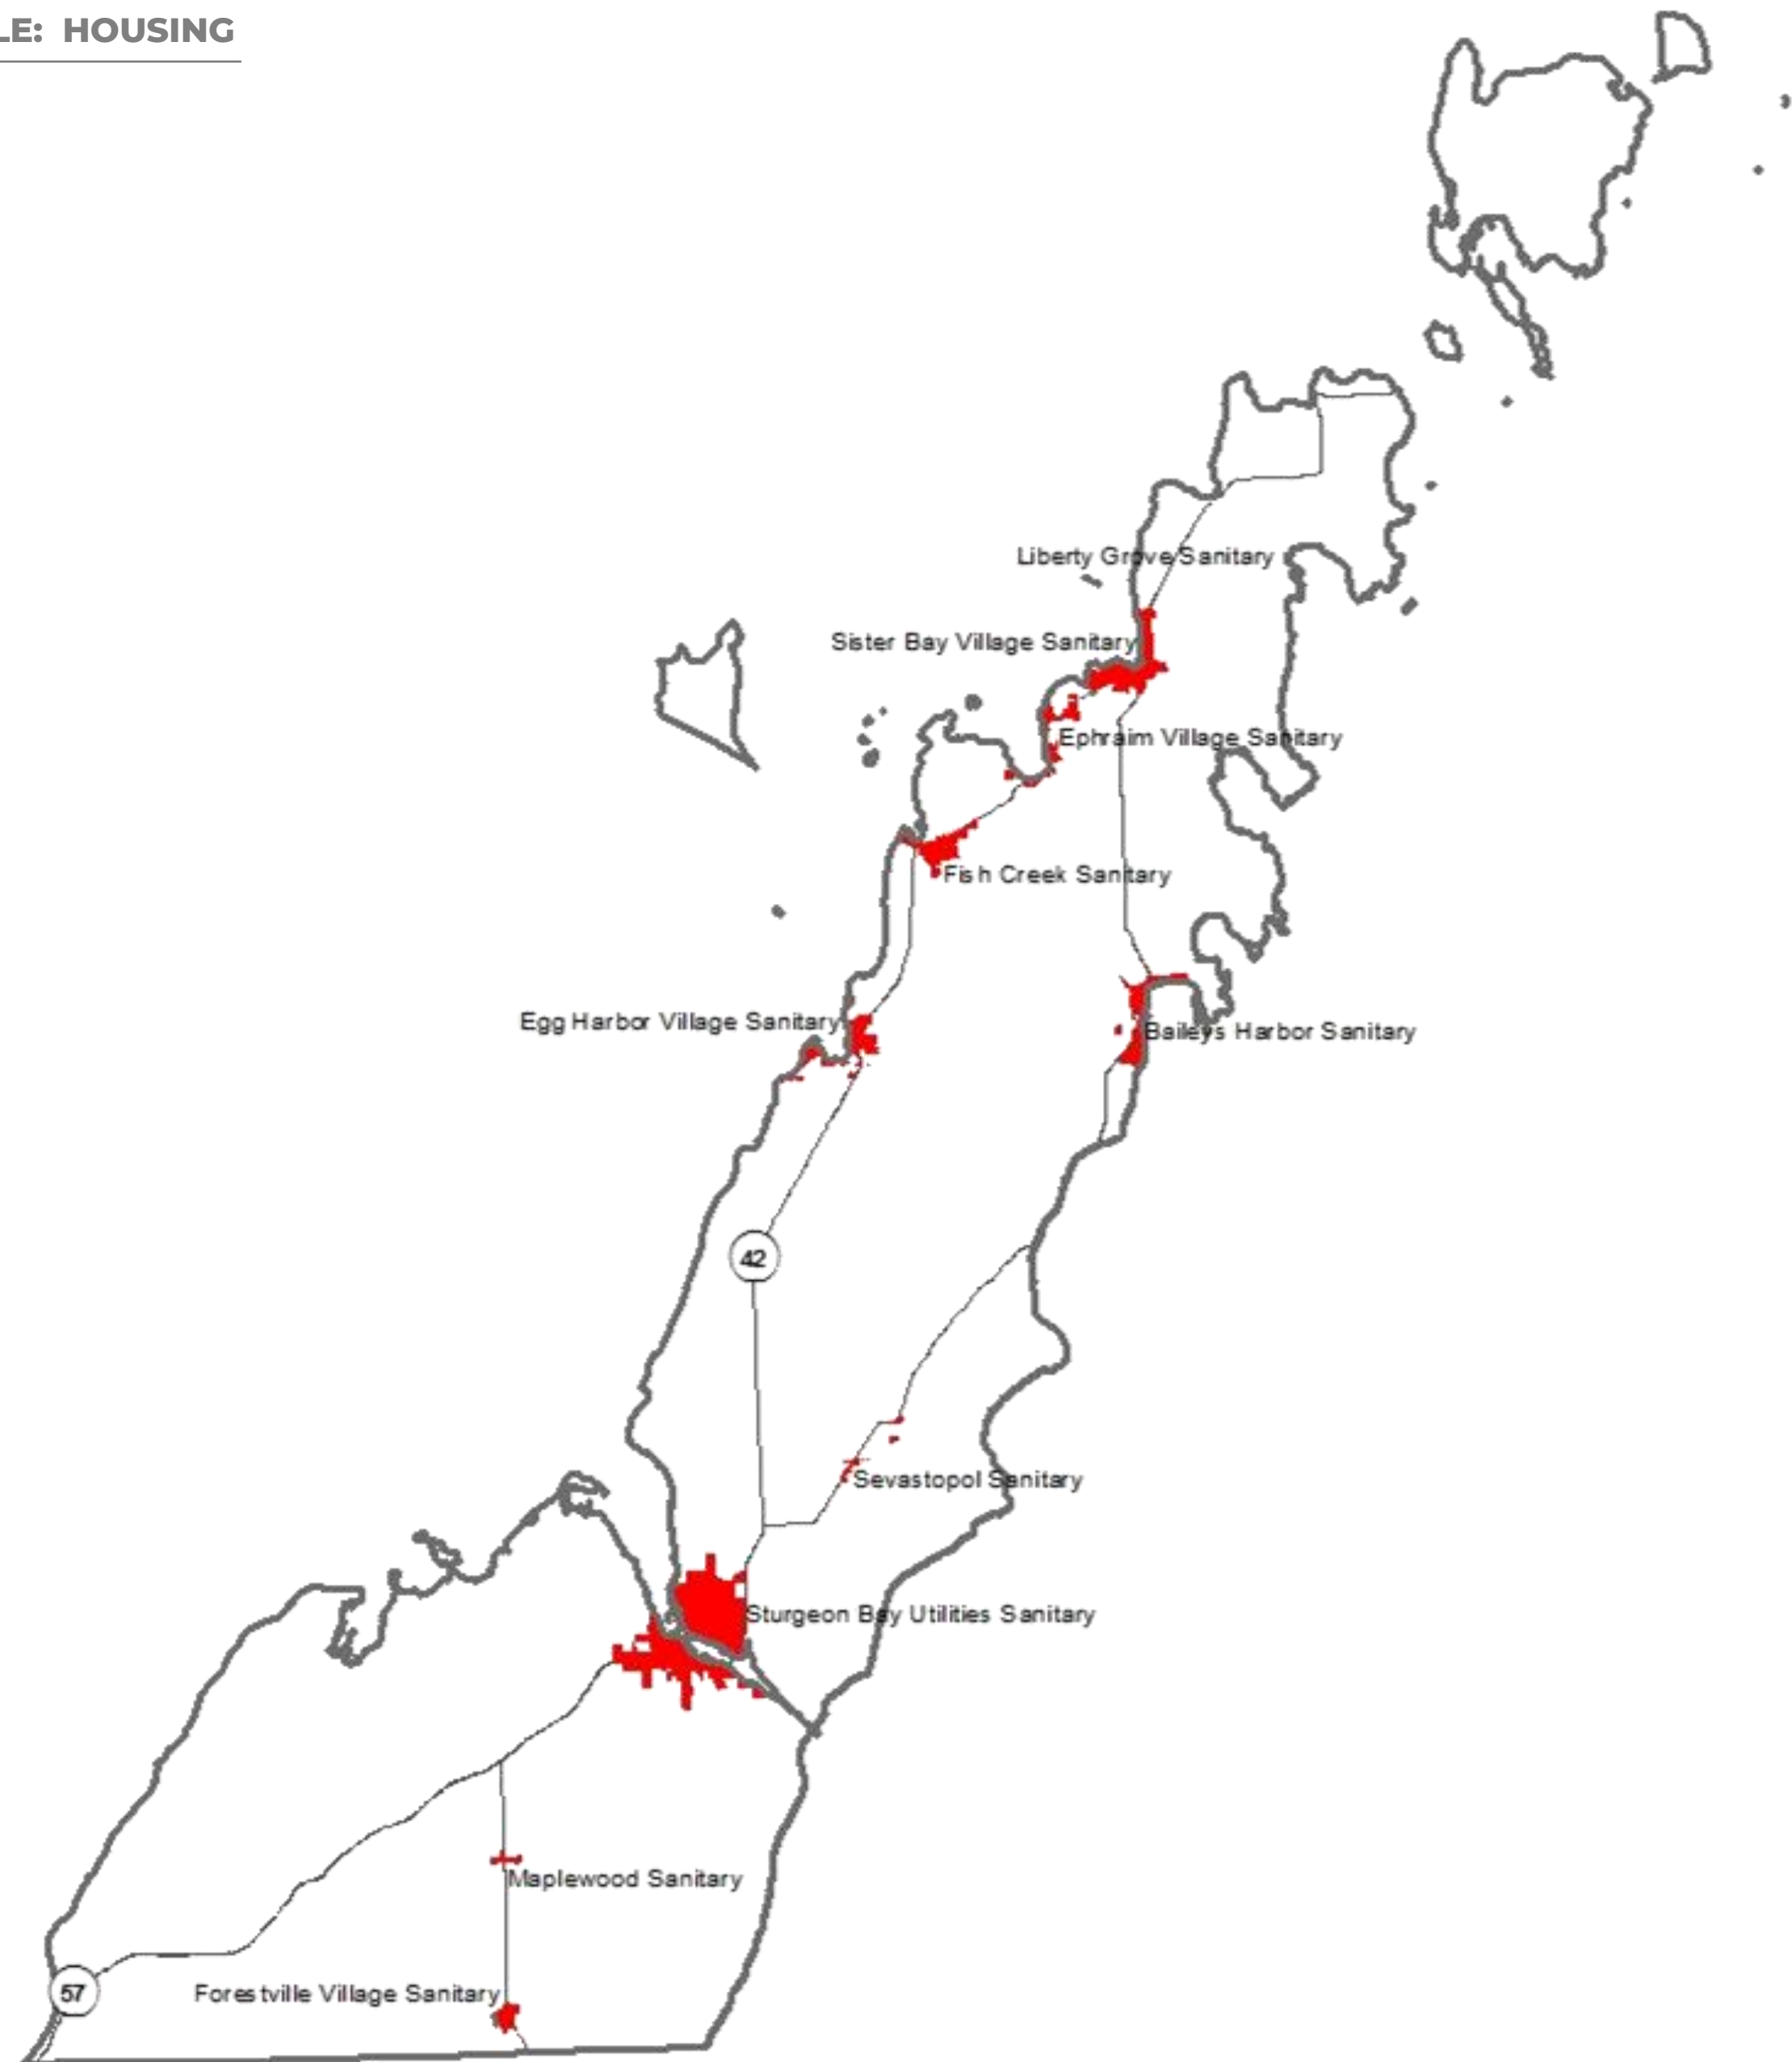 LE: HOUSING
Liberty Grove Sanitary
Sister Bay Village Sanitary
Ephraim Village Sanitary
Fish Creek Sanitary
Egg Harbor Village Sanitary
Baileys Harbor Sanitary
42
Sevastopol Sanitary
Sturgeon Bay Utilities Sanitary
Maplewood Sanitary
57
Forestville Village Sanitary